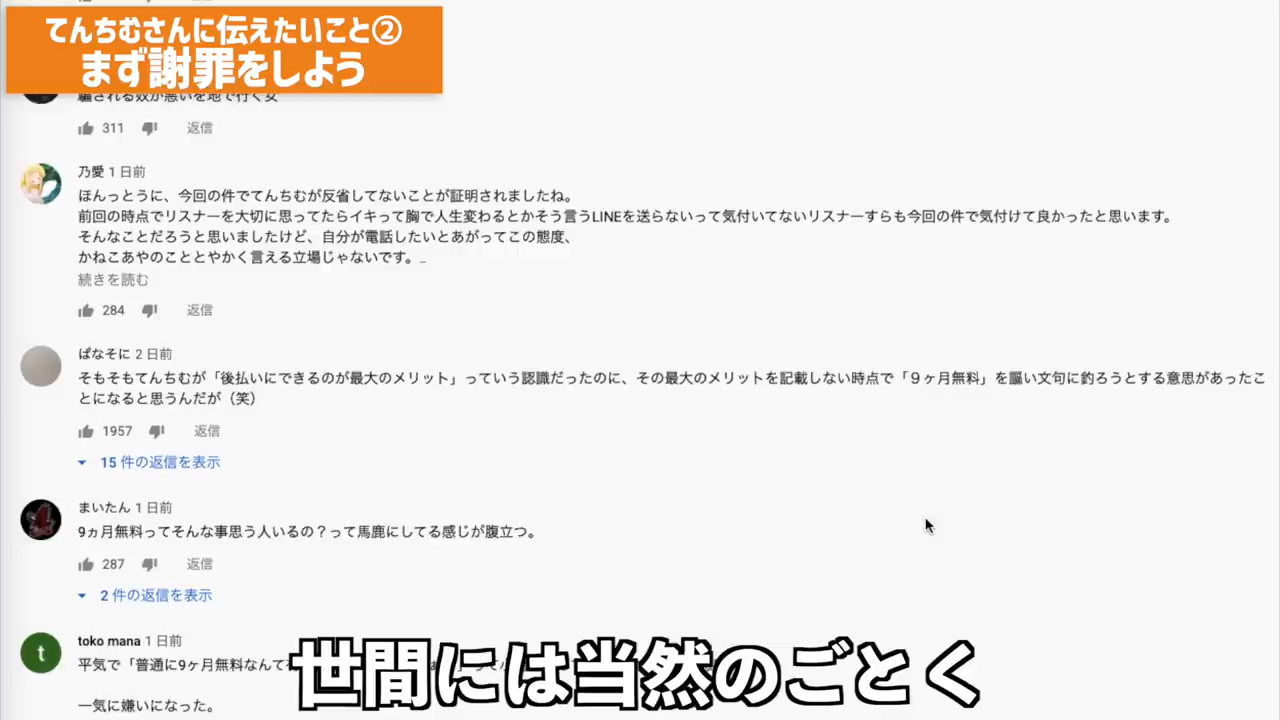 てんちむさんに伝えたいこと②
まず謝罪をしよう
騙される奴が悪いを地で行く女
311 返信
乃愛 1 日前
ほんっとうに、今回の件でてんちむが反省してないことが証明されましたね。
前回の時点でリスナーを大切に思ってたらイキって胸で人生変わるとかそう言うLINEを送らないって気付いてないリスナーすらも今回の件で気付けて良かったと思います。
そんなことだろうと思いましたけど、自分が電話したいとあがってこの態度、
かねこあやのこととやかく言える立場じゃないです。…
続きを読む
284 返信
ぱなそに 2 日前
そもそもてんちむが「後払いにできるのが最大のメリット」っていう認識だったのに、その最大のメリットを記載しない時点で「９ヶ月無料」を謳い文句に釣ろうとする意思があったこ
とになると思うんだが（笑）
1957 返信
15 件の返信を表示
まいたん 1 日前
9ヵ月無料ってそんな事思う人いるの？って馬鹿にしてる感じが腹立つ。
287 返信
2 件の返信を表示
t
toko mana 1 日前
平気で「普通に9ヶ月無料なんて
世間には当然のごとく
一気に嫌いになった。